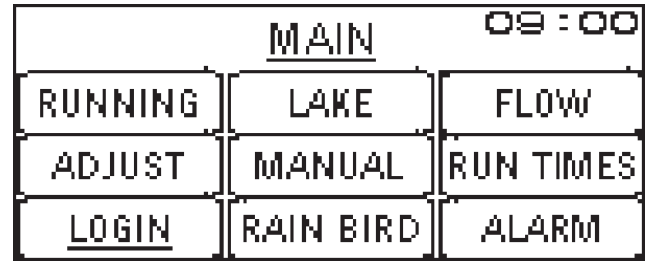 MAIN 09:00
RUNNING LAKE FLOW
ADJUST MANUAL RUN TIMES
LOGIN RAIN BIRD ALARM